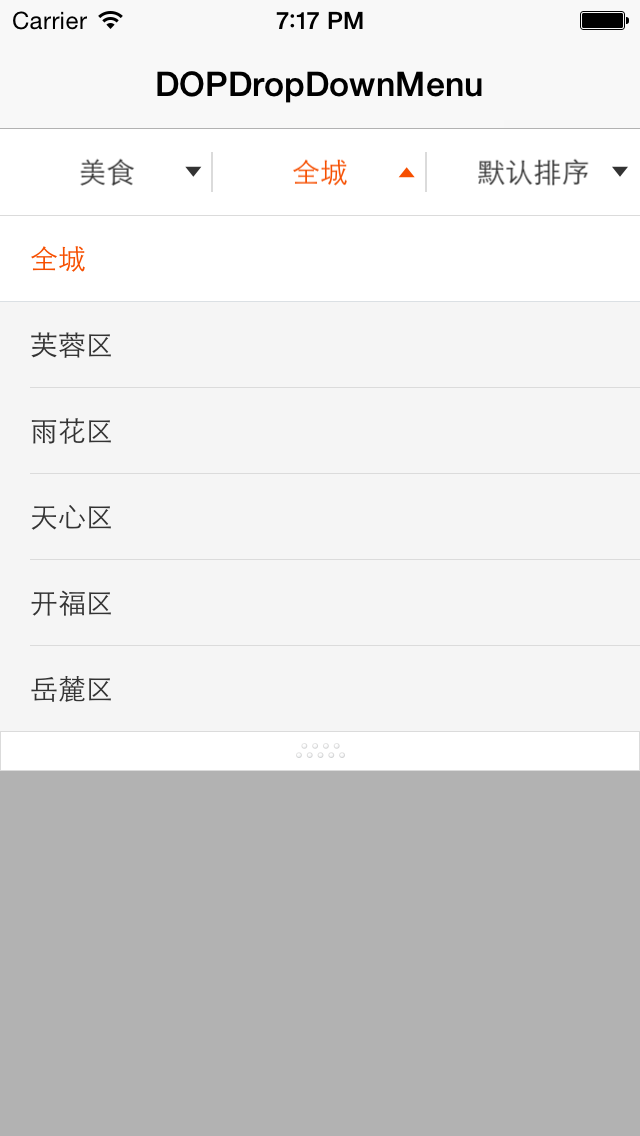 Carrier 7:17 PM
DOPDropDownMenu
美食 全城 默认排序
全城
芙蓉区
雨花区
天心区
开福区
岳麓区